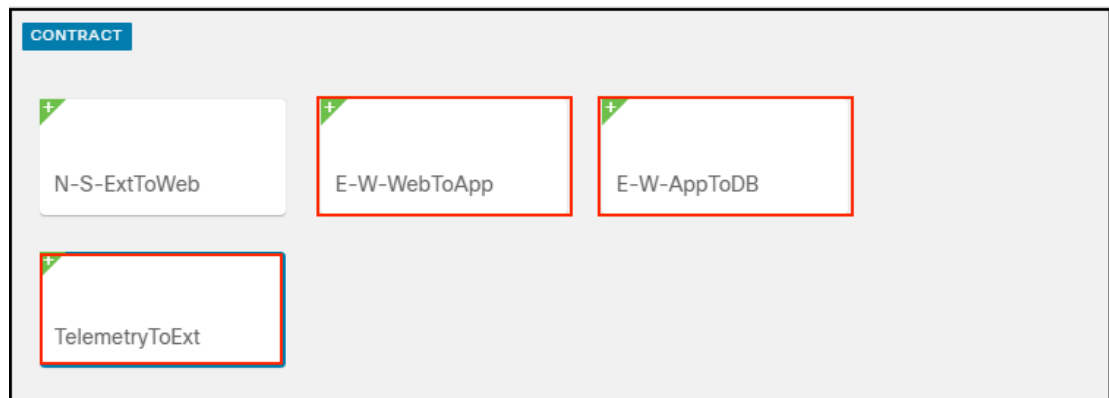 CONTRACT
N-S-ExtToWeb
E-W-WebToApp
E-W-AppToDB
TelemetryToExt